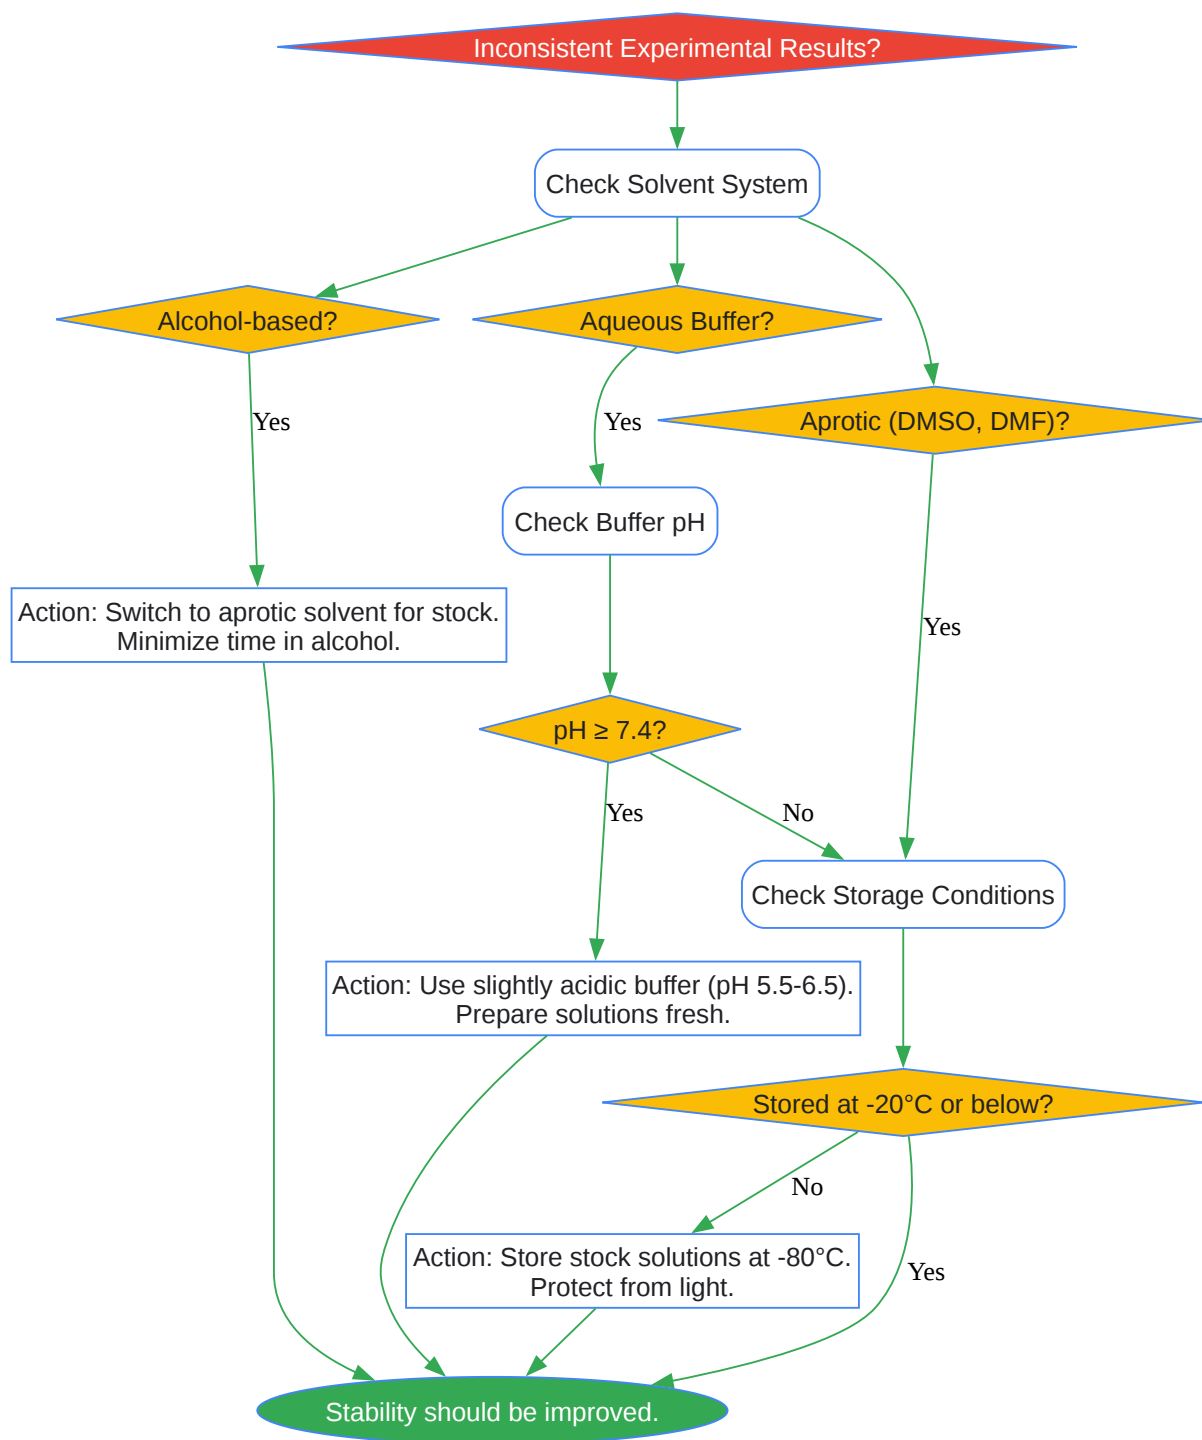 Inconsistent Experimental Results?
Check Solvent System
Alcohol-based?
Aqueous Buffer?
Aprotic (DMSO, DMF)?
Yes
Yes
Check Buffer pH
Action: Switch to aprotic solvent for stock.
Minimize time in alcohol.
Yes
pH ≥ 7.4?
Yes
No
Check Storage Conditions
Action: Use slightly acidic buffer (pH 5.5-6.5).
Prepare solutions fresh.
Stored at -20°C or below?
No
Action: Store stock solutions at -80°C.
Protect from light.
Yes
Stability should be improved.